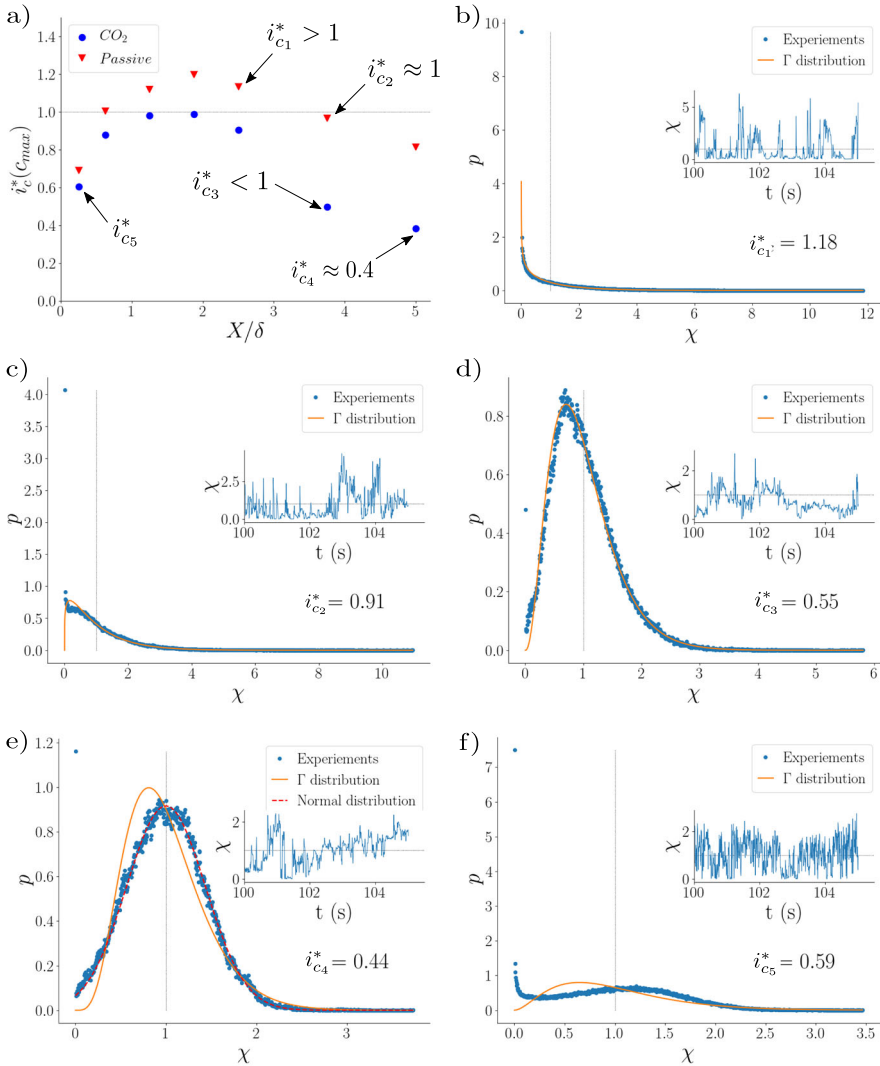 a)
CO₂
Passive
i*c₁ > 1
i*c₂ ≈ 1
i*c₃ < 1
i*c₅
i*c₄ ≈ 0.4
i*c(cmax)
1.4
1.2
1.0
0.8
0.6
0.4
0.2
0.0
0 1 2 3 4 5
X/δ
b)
Experiements
Γ distribution
p
10
8
6
4
2
0
χ
5
0
100 102 104
t (s)
i*c₁ = 1.18
0 2 4 6 8 10 12
χ
c)
Experiements
Γ distribution
p
4.0
3.5
3.0
2.5
2.0
1.5
1.0
0.5
0.0
χ
2.5
0.0
100 102 104
t (s)
i*c₂ = 0.91
0 2 4 6 8 10
χ
d)
Experiements
Γ distribution
p
0.8
0.6
0.4
0.2
0.0
χ
2
0
100 102 104
t (s)
i*c₃ = 0.55
0 1 2 3 4 5 6
χ
e)
Experiements
Γ distribution
Normal distribution
p
1.2
1.0
0.8
0.6
0.4
0.2
0.0
χ
2
0
100 102 104
t (s)
i*c₄ = 0.44
0 1 2 3
χ
f)
Experiements
Γ distribution
p
7
6
5
4
3
2
1
0
χ
2
0
100 102 104
t (s)
i*c₅ = 0.59
0.0 0.5 1.0 1.5 2.0 2.5 3.0 3.5
χ